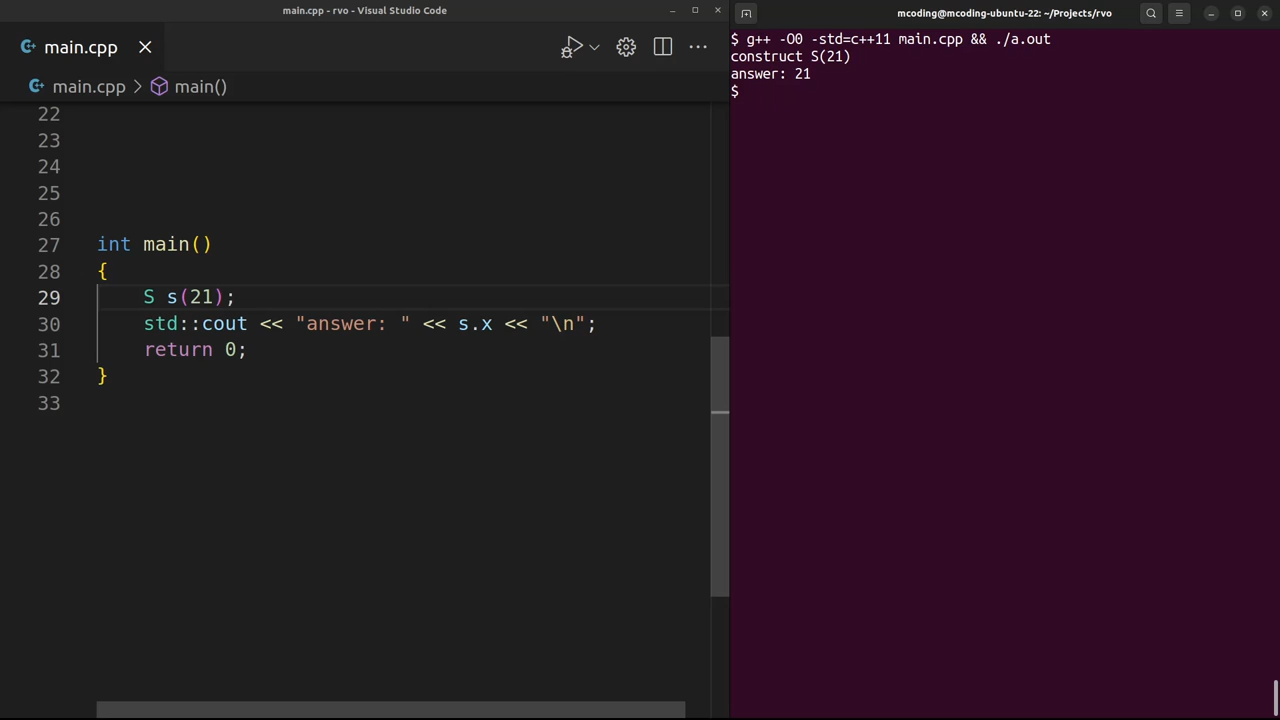 main.cpp - rvo - Visual Studio Code
main.cpp
main.cpp > main()
22
23
24
25
26
27 int main()
28 {
29 S s(21);
30 std::cout << "answer: " << s.x << "\n";
31 return 0;
32 }
33
mcoding@mcoding-ubuntu-22: ~/Projects/rvo
$ g++ -O0 -std=c++11 main.cpp && ./a.out
construct S(21)
answer: 21
$